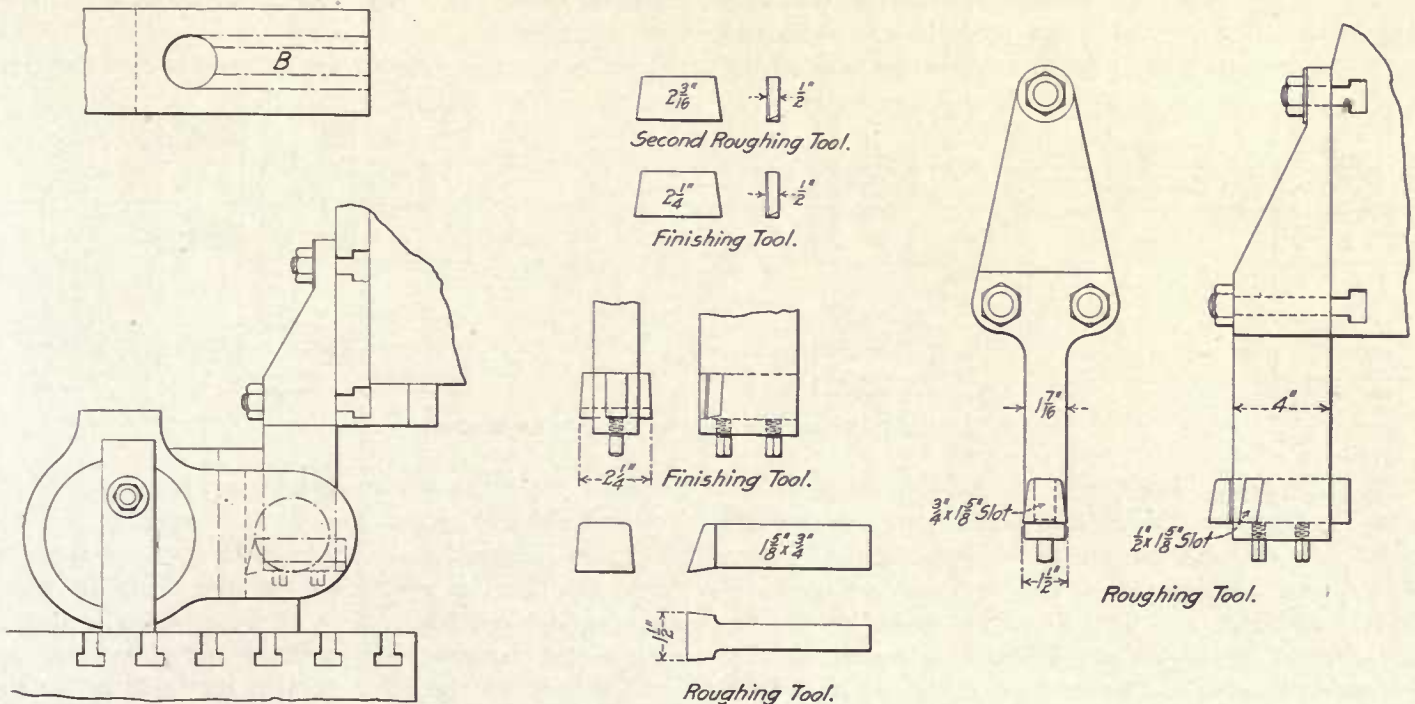 B
2 3/16"
1/2"
Second Roughing Tool.
2 1/4"
1/2"
Finishing Tool.
2 1/4"
Finishing Tool.
1 5/8" x 3/4"
1 1/2"
Roughing Tool.
1 7/16"
4"
3/4" x 1 5/8" Slot
1/2" x 1 5/8" Slot
1 1/2"
Roughing Tool.